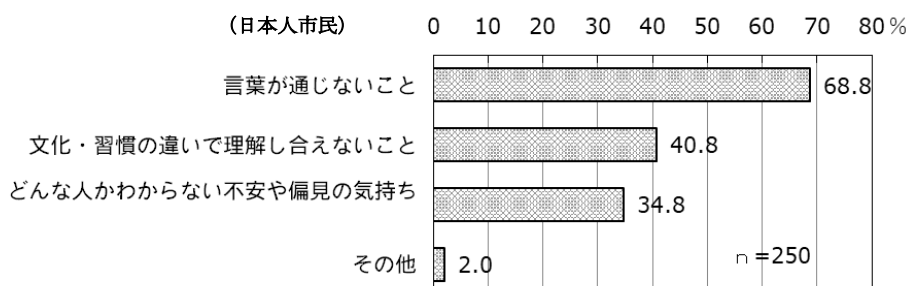 (日本人市民) 0 10 20 30 40 50 60 70 80%
言葉が通じないこと 68.8
文化・習慣の違いで理解し合えないこと 40.8
どんな人かわからない不安や偏見の気持ち 34.8
その他 2.0 n=250